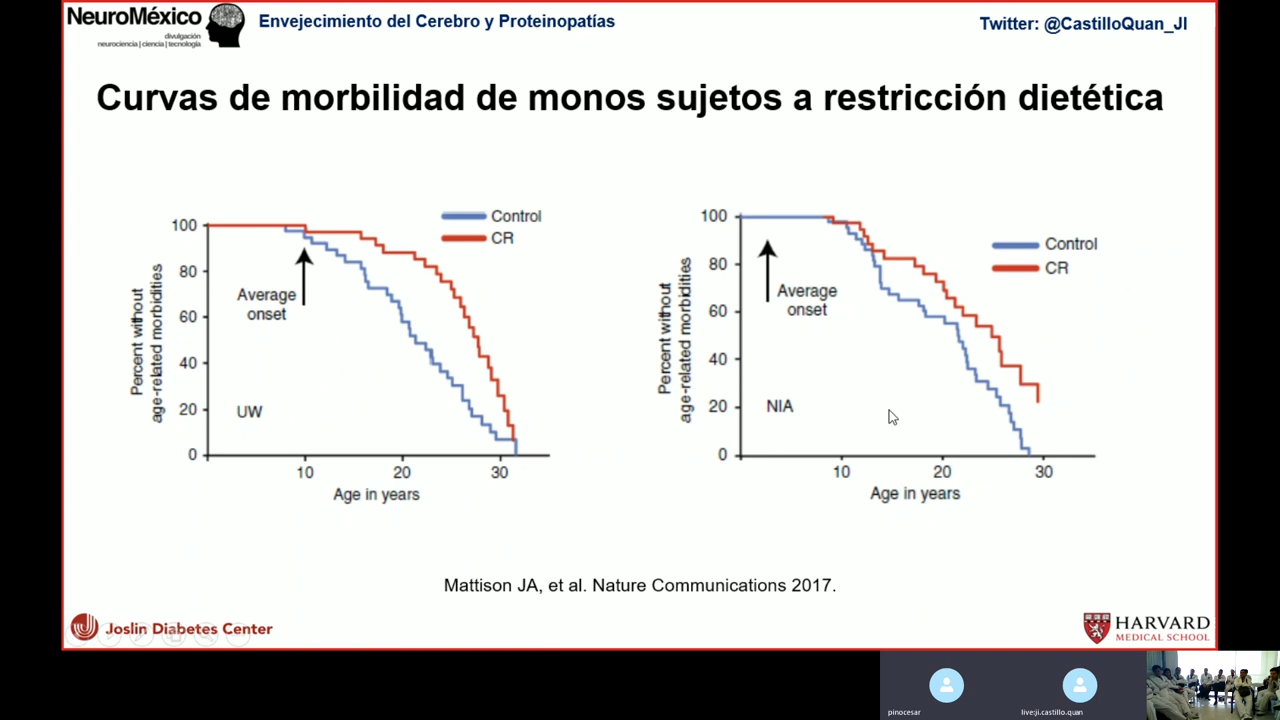 NeuroMéxico
divulgación
neurociencia | ciencia | tecnología
Envejecimiento del Cerebro y Proteinopatías
Twitter: @CastilloQuan_JI
Curvas de morbilidad de monos sujetos a restricción dietética
Percent without
age-related morbidities
100
80
60
40
20
0
Control
CR
Average
onset
UW
10
20
30
Age in years
Percent without
age-related morbidities
100
80
60
40
20
0
Control
CR
Average
onset
NIA
10
20
30
Age in years
Mattison JA, et al. Nature Communications 2017.
Joslin Diabetes Center
HARVARD
MEDICAL SCHOOL
pinocesar
live:ji.castillo.quan